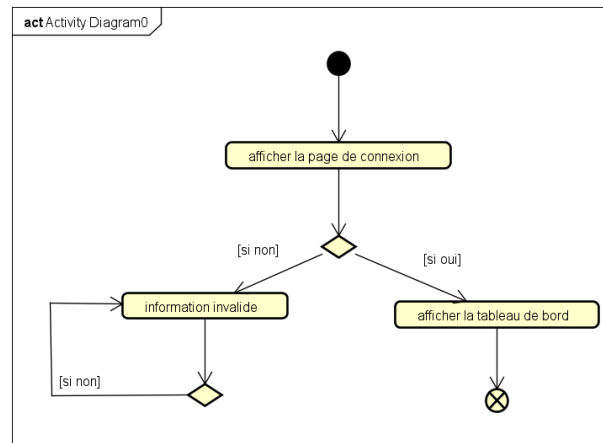 act Activity Diagram0
afficher la page de connexion
[si non]
[si oui]
information invalide
afficher la tableau de bord
[si non]